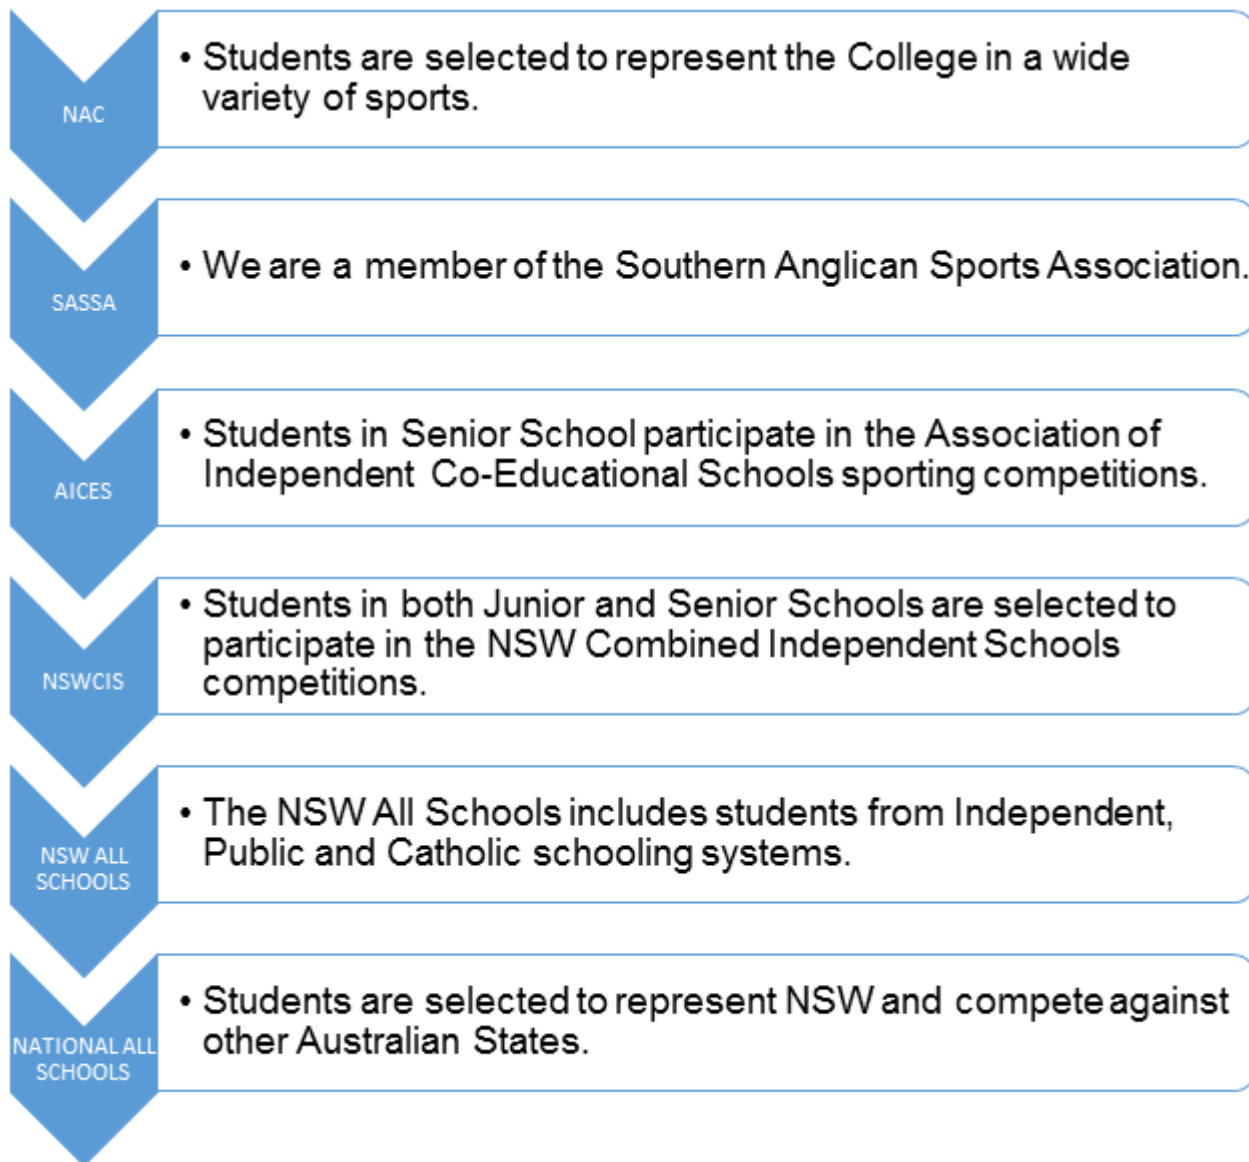 NAC
• Students are selected to represent the College in a wide
variety of sports.
SASSA
• We are a member of the Southern Anglican Sports Association.
AICES
• Students in Senior School participate in the Association of
Independent Co-Educational Schools sporting competitions.
NSWCIS
• Students in both Junior and Senior Schools are selected to
participate in the NSW Combined Independent Schools
competitions.
NSW ALL
SCHOOLS
• The NSW All Schools includes students from Independent,
Public and Catholic schooling systems.
NATIONAL ALL
SCHOOLS
• Students are selected to represent NSW and compete against
other Australian States.